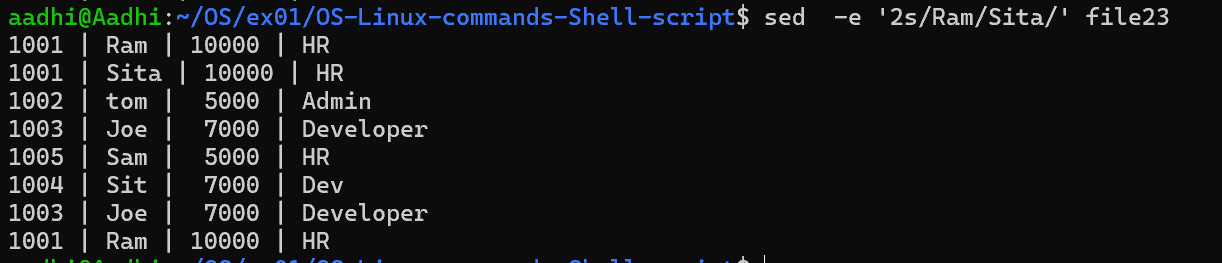 aadhi@Aadhi:~/OS/ex01/OS-Linux-commands-Shell-script$ sed  -e '2s/Ram/Sita/' file23
1001 | Ram | 10000 | HR
1001 | Sita | 10000 | HR
1002 | tom |  5000 | Admin
1003 | Joe |  7000 | Developer
1005 | Sam |  5000 | HR
1004 | Sit |  7000 | Dev
1003 | Joe |  7000 | Developer
1001 | Ram | 10000 | HR